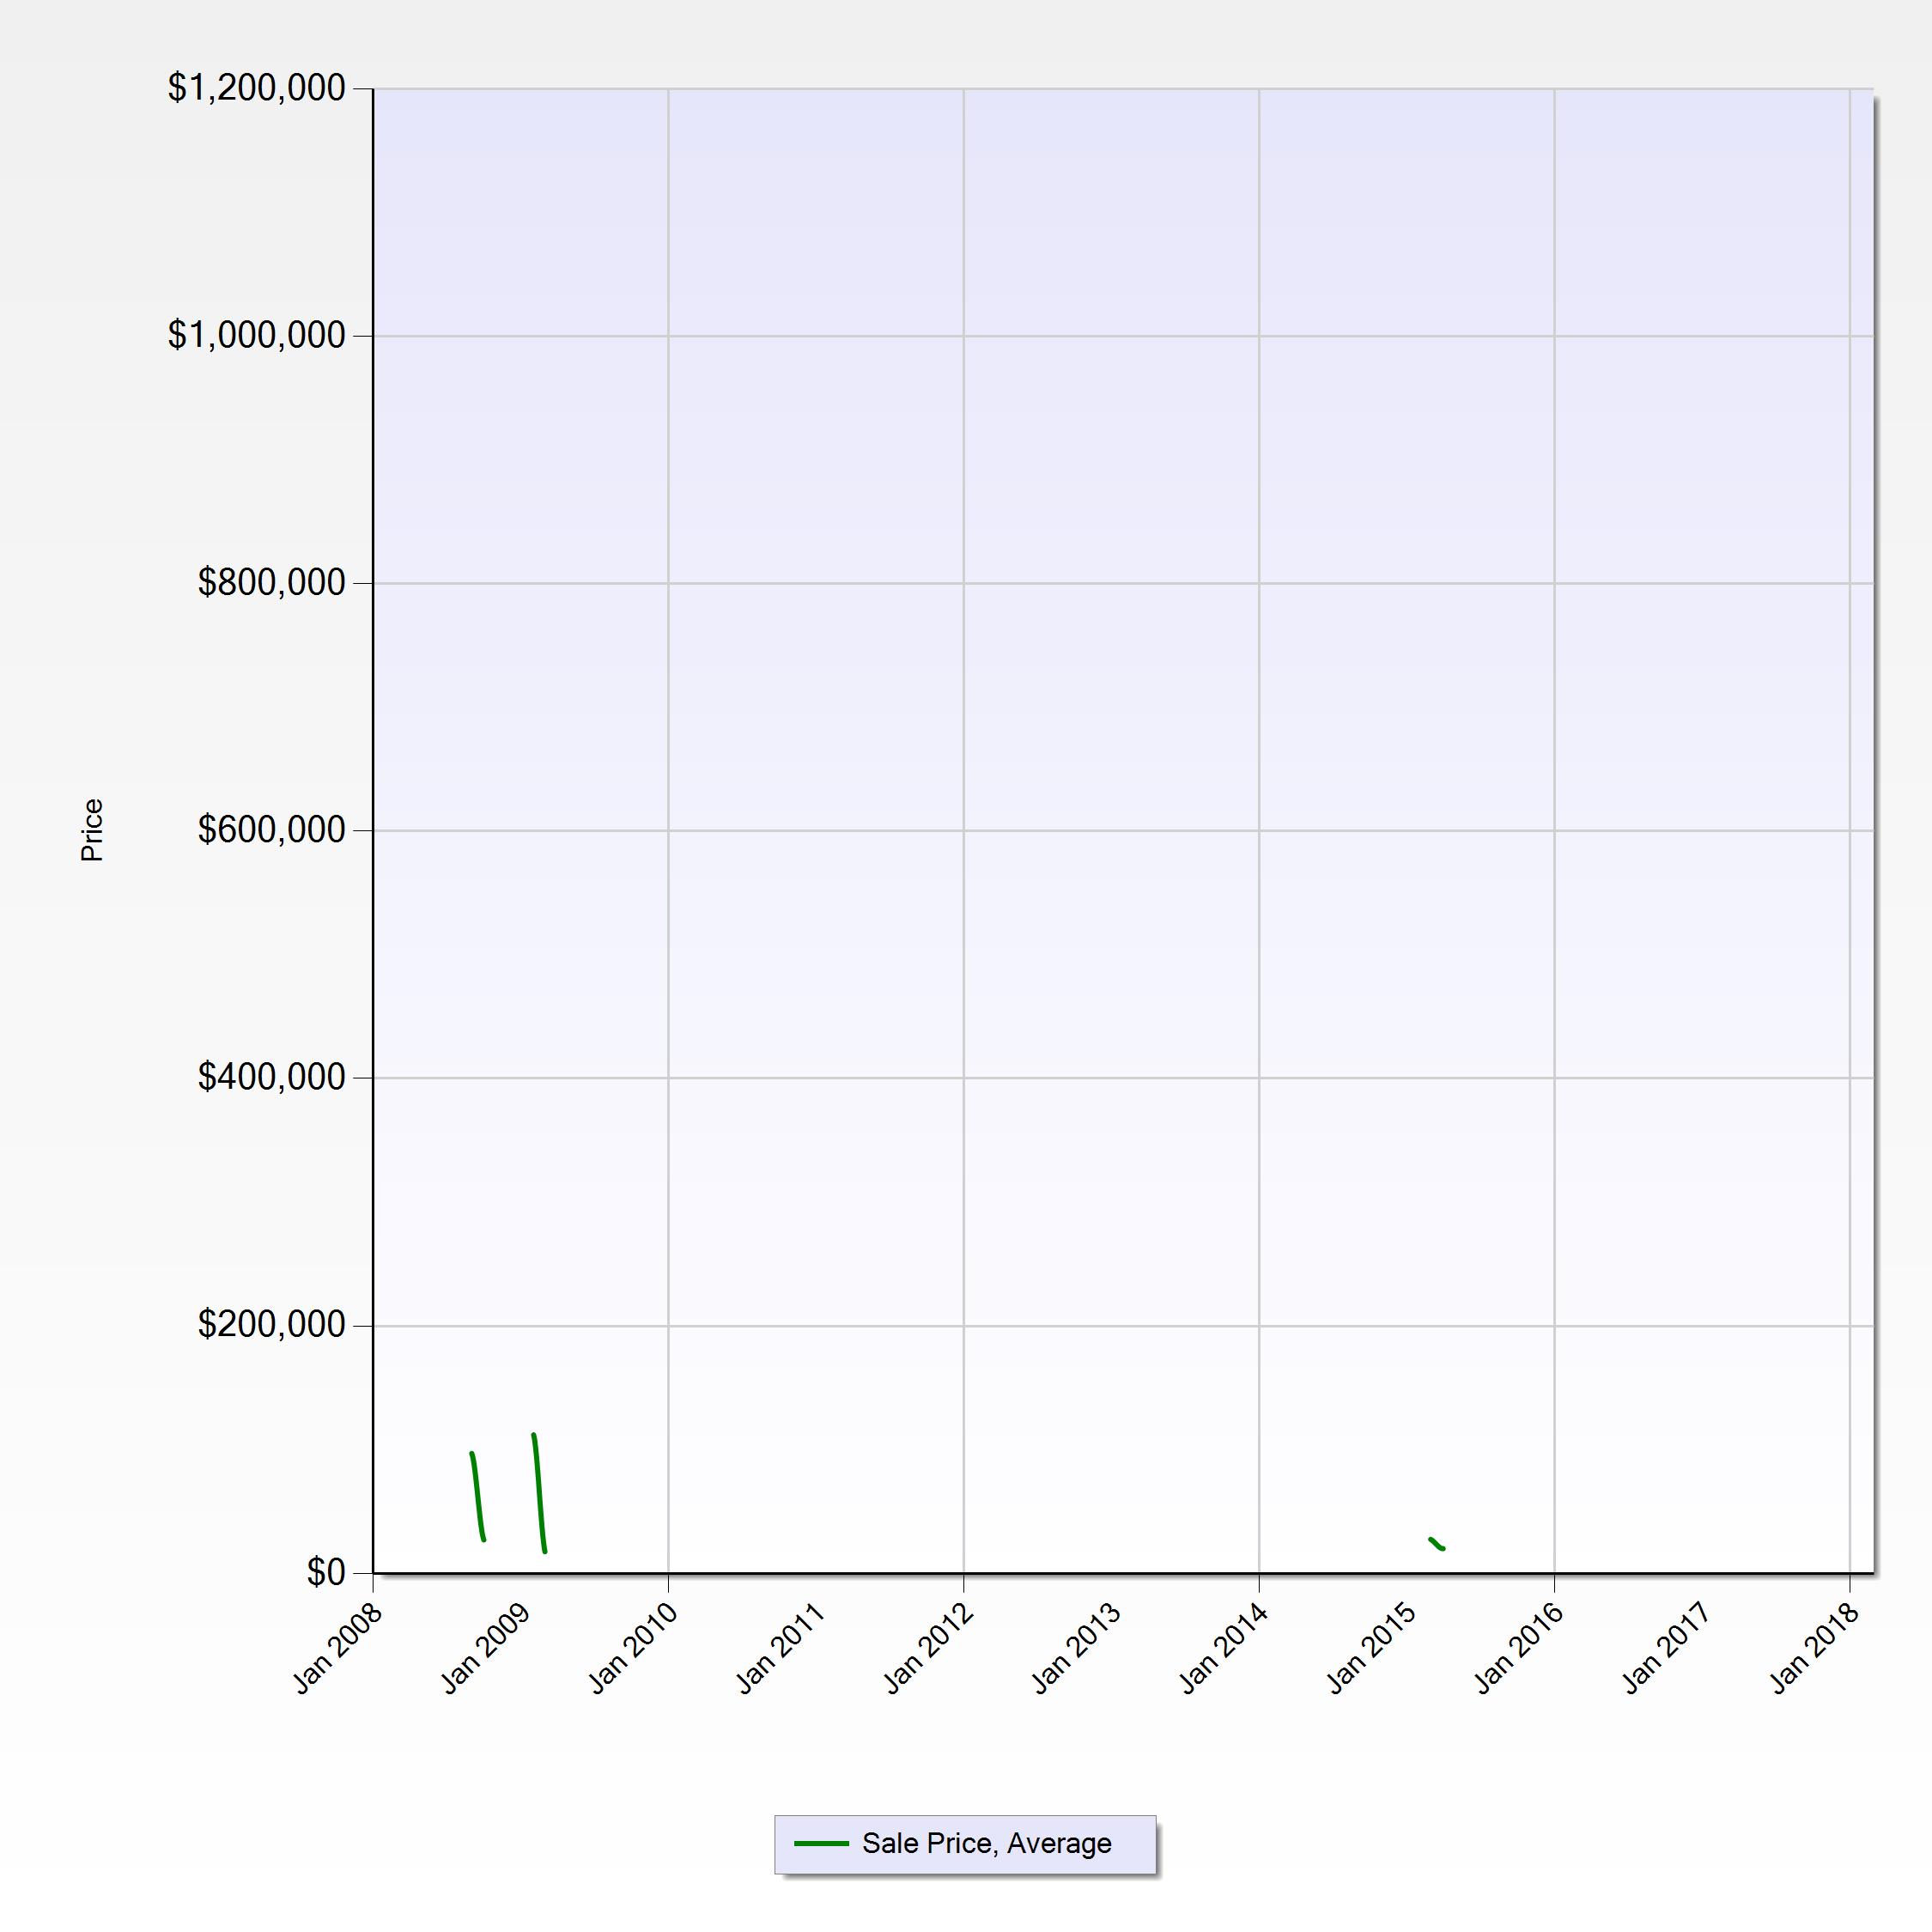 $1,200,000
$1,000,000
$800,000
$600,000
$400,000
$200,000
$0
Price
Jan 2008
Jan 2009
Jan 2010
Jan 2011
Jan 2012
Jan 2013
Jan 2014
Jan 2015
Jan 2016
Jan 2017
Jan 2018
Sale Price, Average